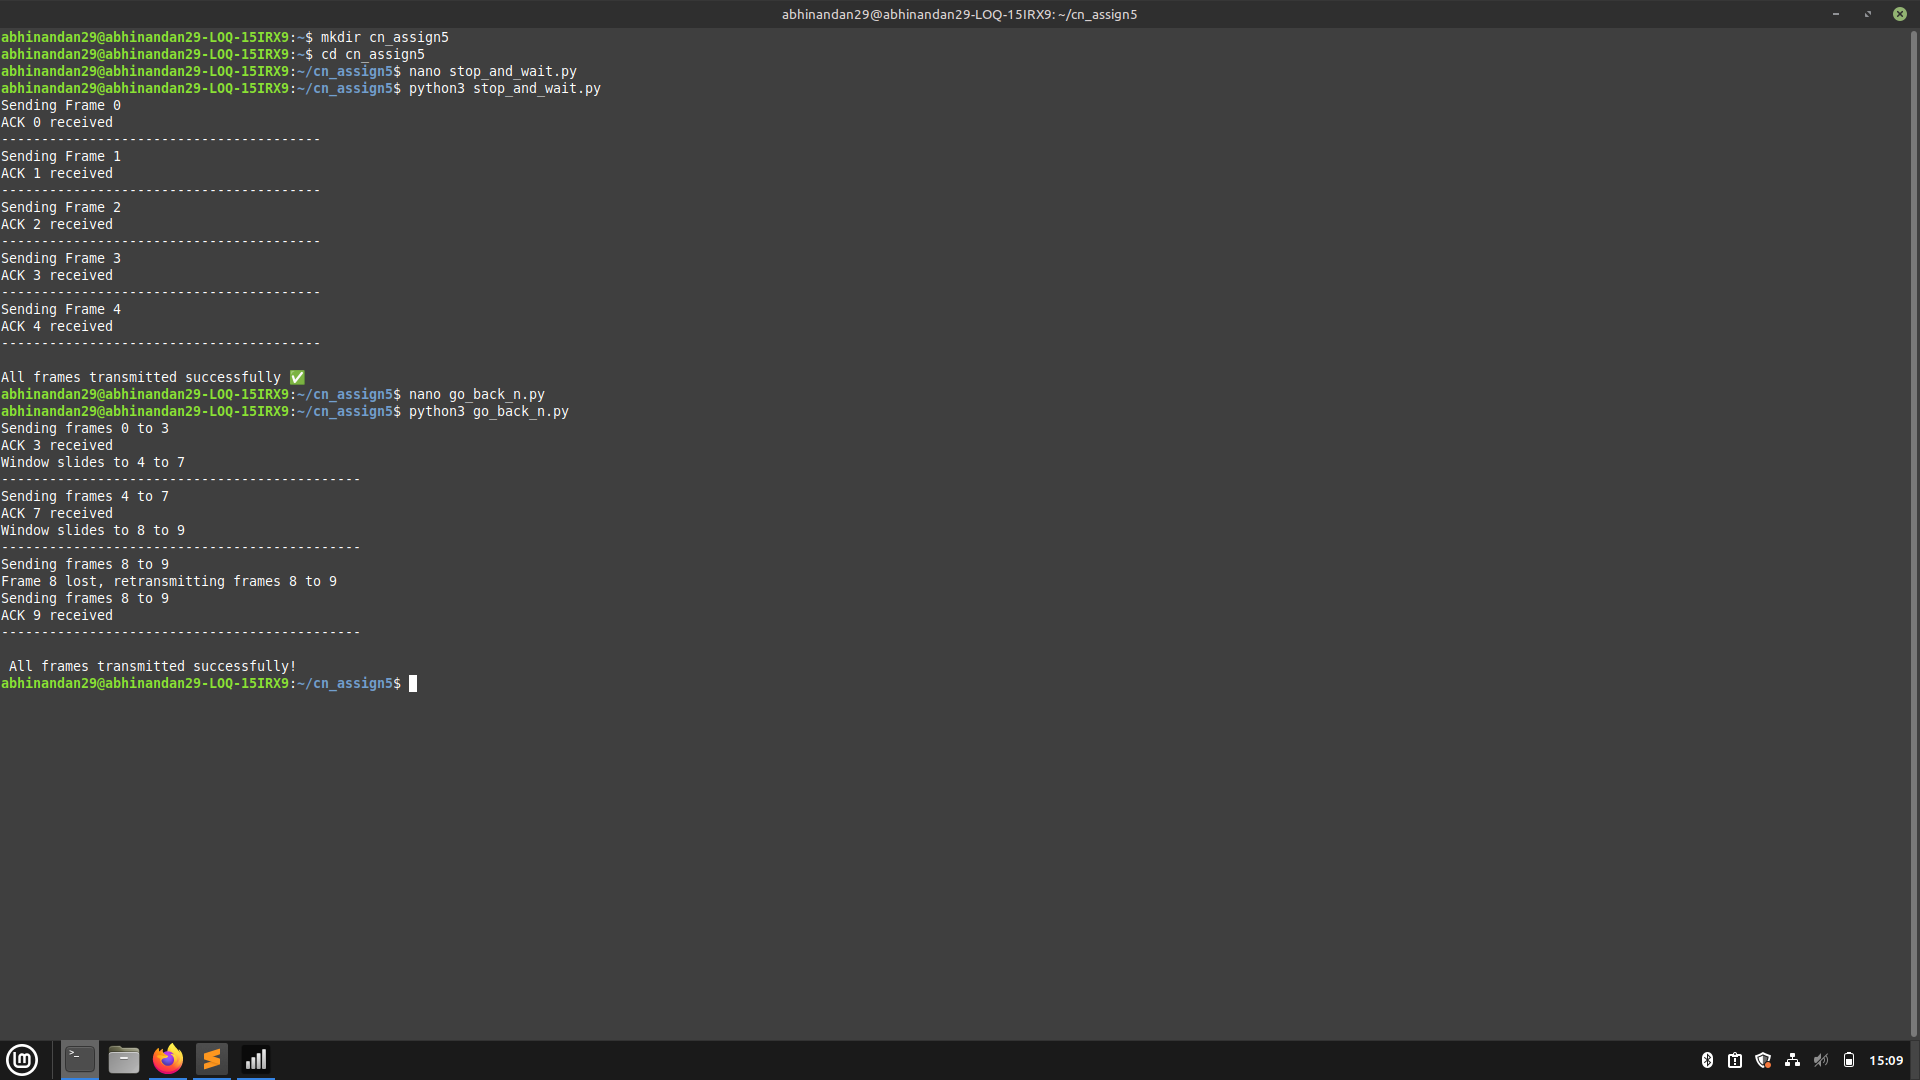 abhinandan29@abhinandan29-LOQ-15IRX9: ~/cn_assign5
abhinandan29@abhinandan29-LOQ-15IRX9:~$ mkdir cn_assign5
abhinandan29@abhinandan29-LOQ-15IRX9:~$ cd cn_assign5
abhinandan29@abhinandan29-LOQ-15IRX9:~/cn_assign5$ nano stop_and_wait.py
abhinandan29@abhinandan29-LOQ-15IRX9:~/cn_assign5$ python3 stop_and_wait.py
Sending Frame 0
ACK 0 received
----------------------------------------
Sending Frame 1
ACK 1 received
----------------------------------------
Sending Frame 2
ACK 2 received
----------------------------------------
Sending Frame 3
ACK 3 received
----------------------------------------
Sending Frame 4
ACK 4 received
----------------------------------------
All frames transmitted successfully ✅
abhinandan29@abhinandan29-LOQ-15IRX9:~/cn_assign5$ nano go_back_n.py
abhinandan29@abhinandan29-LOQ-15IRX9:~/cn_assign5$ python3 go_back_n.py
Sending frames 0 to 3
ACK 3 received
Window slides to 4 to 7
---------------------------------------------
Sending frames 4 to 7
ACK 7 received
Window slides to 8 to 9
---------------------------------------------
Sending frames 8 to 9
Frame 8 lost, retransmitting frames 8 to 9
Sending frames 8 to 9
ACK 9 received
---------------------------------------------
All frames transmitted successfully!
abhinandan29@abhinandan29-LOQ-15IRX9:~/cn_assign5$
15:09